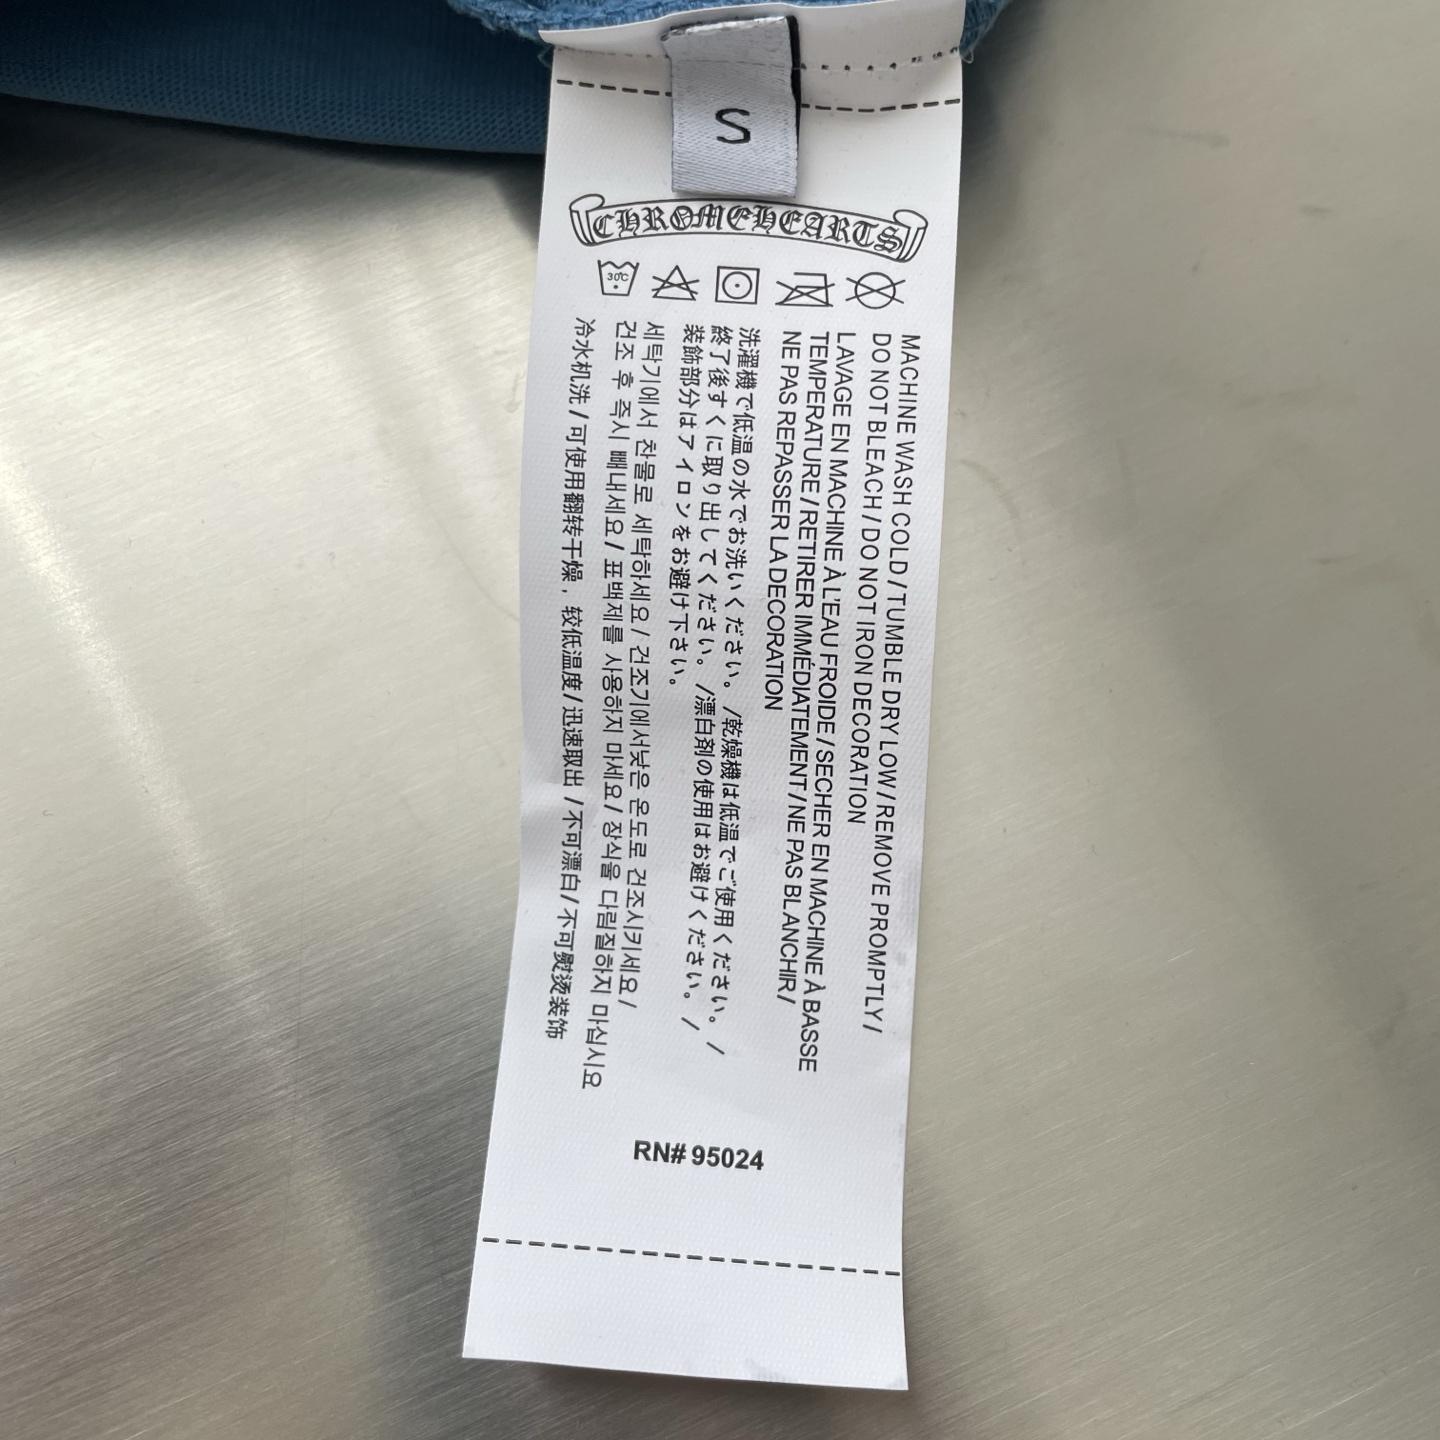 S
CHROMEHEARTS
30°C
MACHINE WASH COLD / TUMBLE DRY LOW / REMOVE PROMPTLY /
DO NOT BLEACH / DO NOT IRON DECORATION
LAVAGE EN MACHINE À L'EAU FROIDE / SECHER EN MACHINE À BASSE
TEMPERATURE / RETIRER IMMÉDIATEMENT / NE PAS BLANCHIR /
NE PAS REPASSER LA DECORATION
洗濯機で低温の水でお洗いください。/乾燥機は低温でご使用ください。/
終了後すくに取り出してください。/漂白剤の使用はお避けください。/
装飾部分はアイロンをお避け下さい。
세탁기에서 찬물로 세탁하세요/ 건조기에서낮은 온도로 건조시키세요/
건조 후 즉시 빼내세요/ 표백제를 사용하지 마세요/ 장식을 다림질하지 마십시요
冷水机洗/可使用翻转干燥，较低温度/迅速取出/不可漂白/不可熨烫装饰
RN# 95024